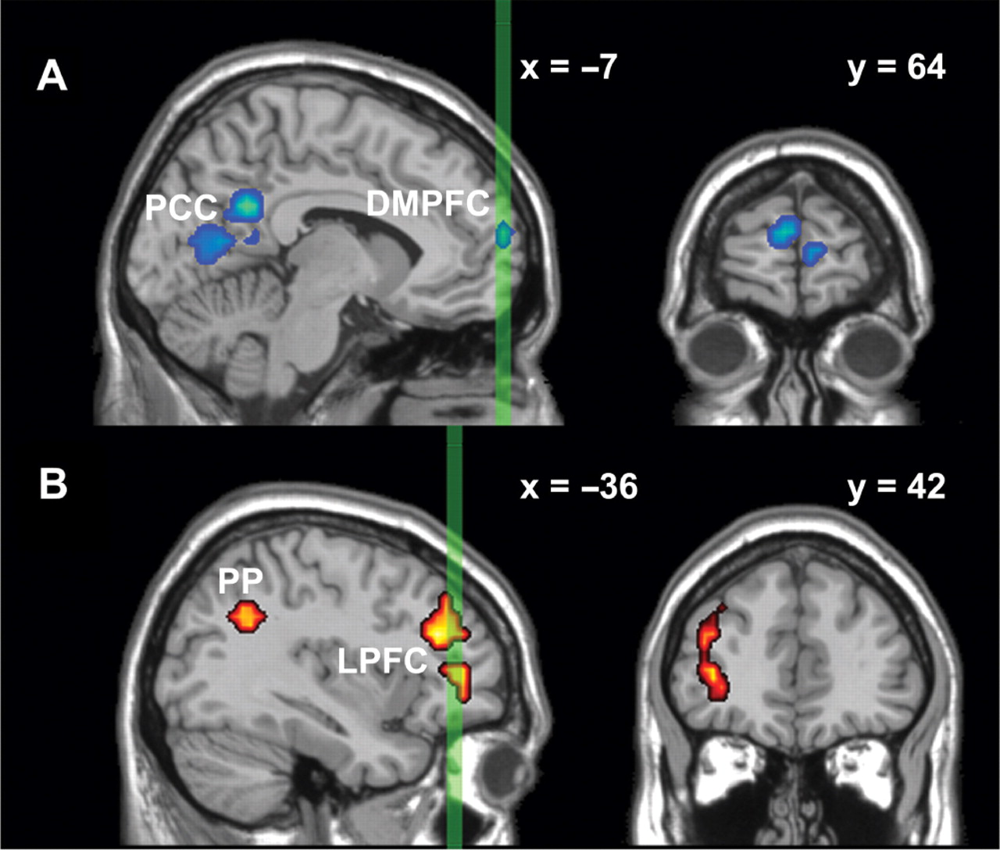 A
x = –7
y = 64
PCC
DMPFC
B
x = –36
y = 42
PP
LPFC